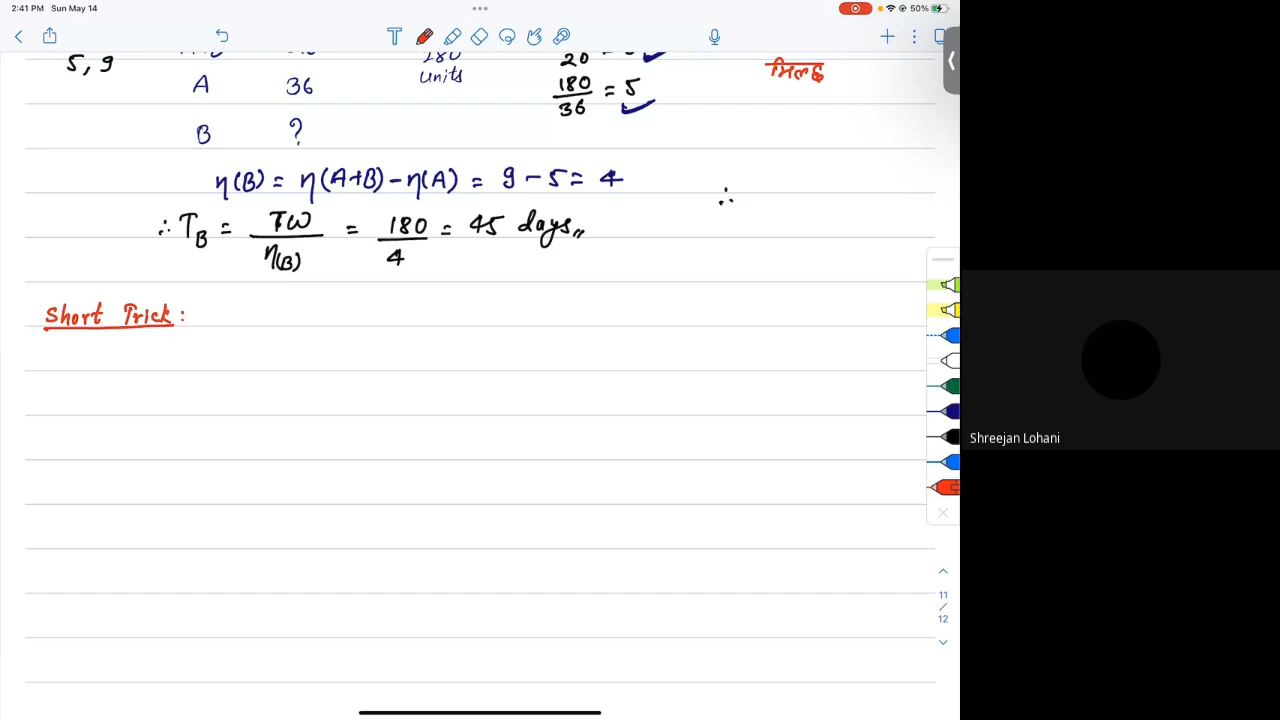 2:41 PM Sun May 14
50%
T
5, 9
180
units
20
A 36
180/36 = 5
मिल्छ
B ?
η(B) = η(A+B) - η(A) = 9 - 5 = 4
∴
∴ T_B = TW/η(B) = 180/4 = 45 days,,
Short Trick :
Shreejan Lohani
11
/
12